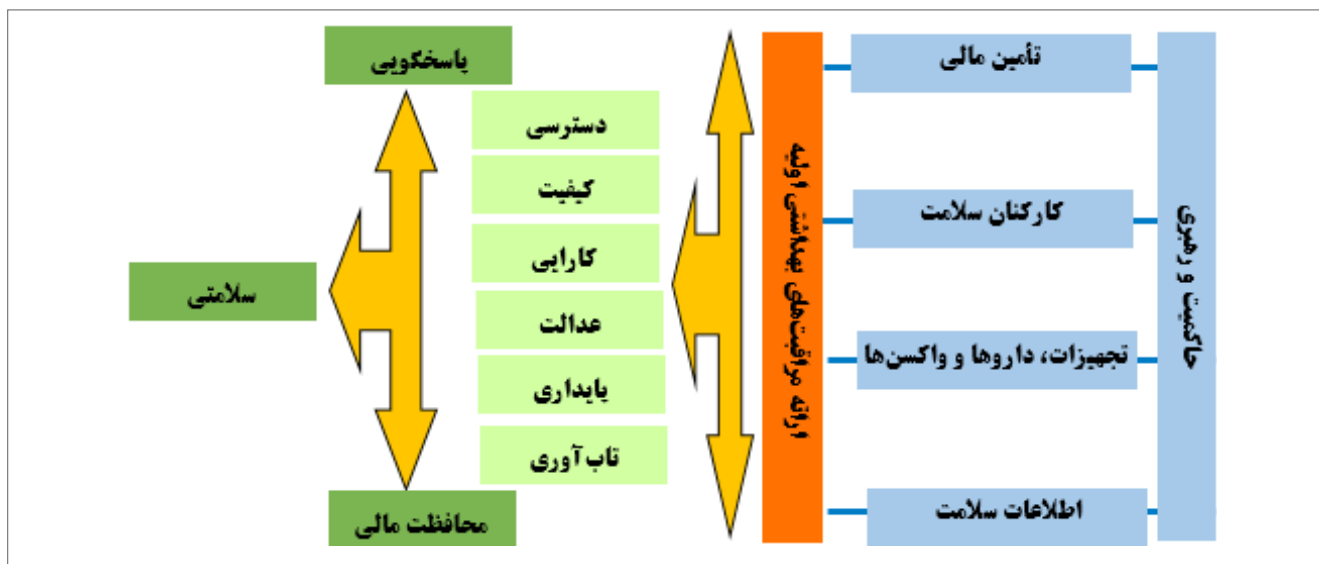 حاکمیت و رهبری
تأمین مالی
کارکنان سلامت
تجهیزات، داروها و واکسن‌ها
اطلاعات سلامت
ارائه مراقبت‌های بهداشتی اولیه
دسترسی
کیفیت
کارایی
عدالت
پایداری
تاب‌آوری
پاسخگویی
سلامتی
محافظت مالی